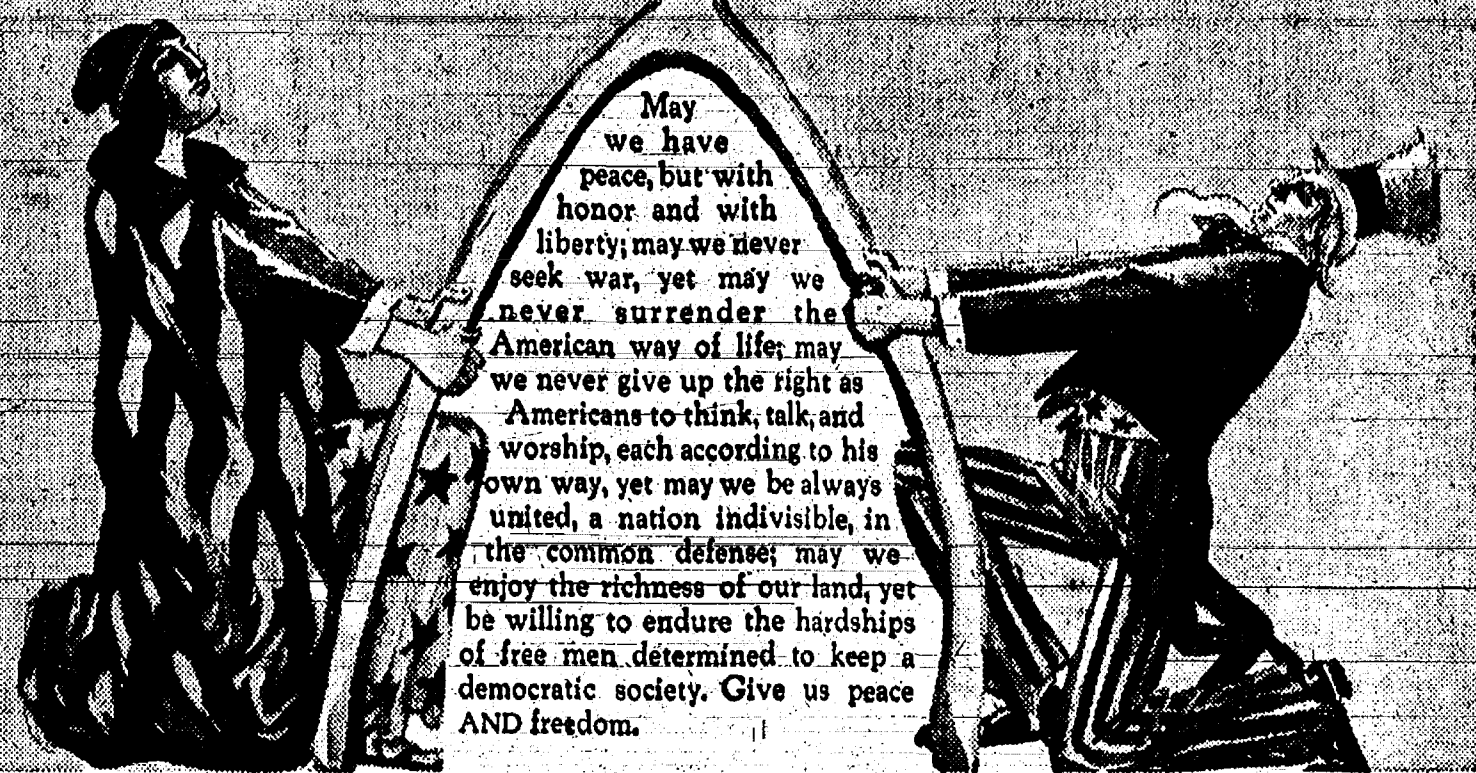 May
we have
peace, but with
honor and with
liberty; may we never
seek war, yet may we
never surrender the
American way of life; may
we never give up the right as
Americans to think, talk, and
worship, each according to his
own way, yet may we be always
united, a nation indivisible, in
the common defense; may we
enjoy the richness of our land, yet
be willing to endure the hardships
of free men determined to keep a
democratic society. Give us peace
AND freedom.